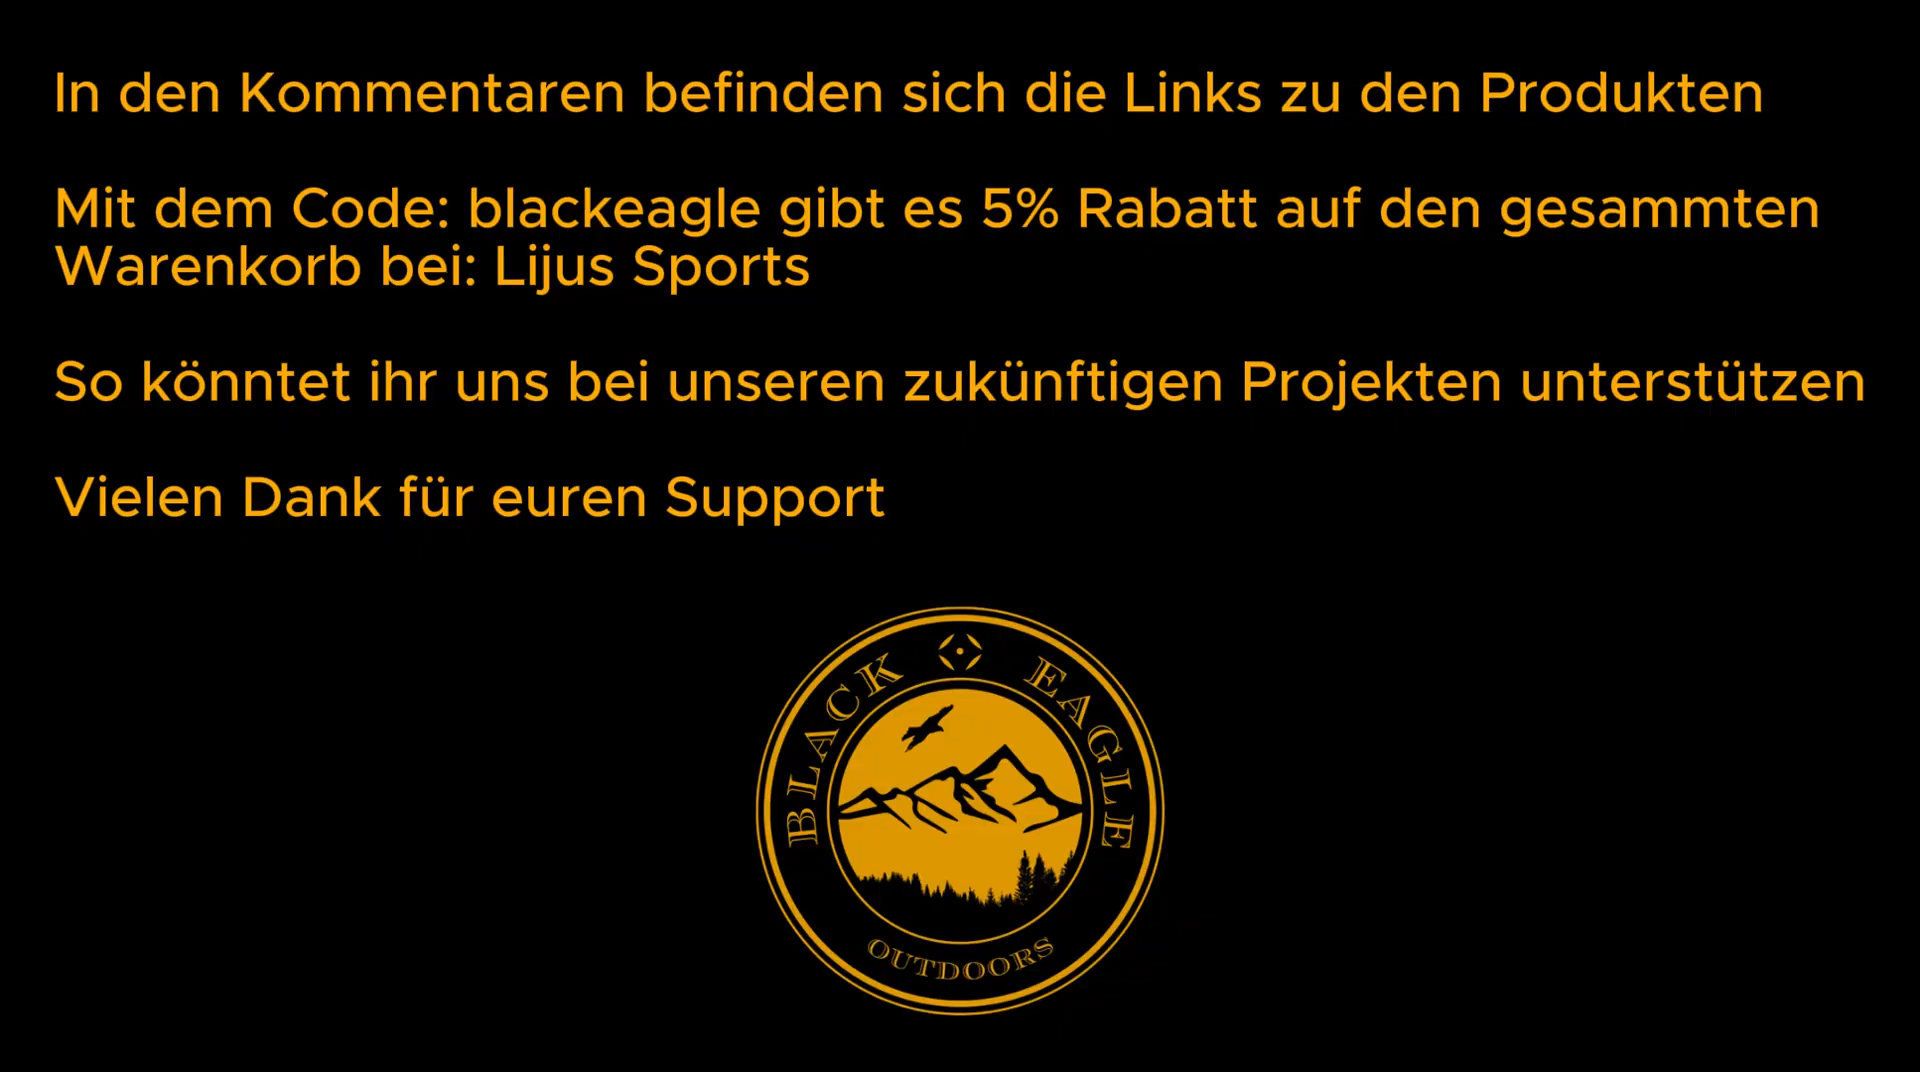 In den Kommentaren befinden sich die Links zu den Produkten
Mit dem Code: blackeagle gibt es 5% Rabatt auf den gesammten
Warenkorb bei: Lijus Sports
So könntet ihr uns bei unseren zukünftigen Projekten unterstützen
Vielen Dank für euren Support
BLACK EAGLE
OUTDOORS